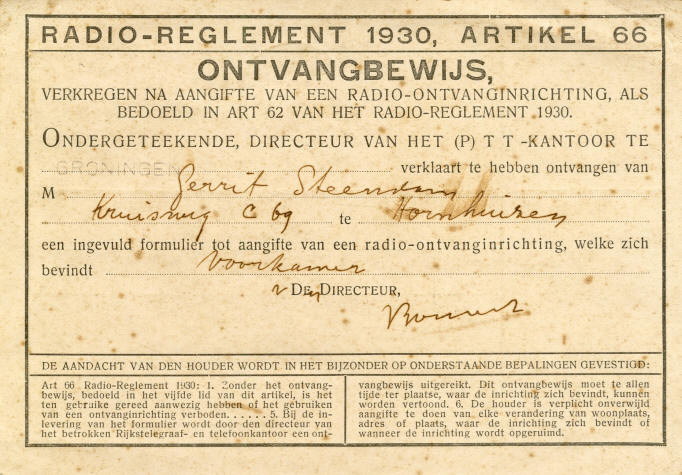 RADIO-REGLEMENT 1930, ARTIKEL 66
ONTVANGBEWIJS,
VERKREGEN NA AANGIFTE VAN EEN RADIO-ONTVANGINRICHTING, ALS
BEDOELD IN ART 62 VAN HET RADIO-REGLEMENT 1930.
ONDERGETEEKENDE, DIRECTEUR VAN HET (P) T T -KANTOOR TE
GRONINGEN verklaart te hebben ontvangen van
M Gerrit Steendam
Kruisweg C 69 te Hornhuizen
een ingevuld formulier tot aangifte van een radio-ontvanginrichting, welke zich
bevindt voorkamer
DE DIRECTEUR,
DE AANDACHT VAN DEN HOUDER WORDT IN HET BIJZONDER OP ONDERSTAANDE BEPALINGEN GEVESTIGD:
Art 66 Radio-Reglement 1930: 1. Zonder het ontvang-
bewijs, bedoeld in het vijfde lid van dit artikel, is het
ten gebruike gereed aanwezig hebben of het gebruiken
van een ontvanginrichting verboden. . . . . . 5. Bij de in-
levering van het formulier wordt door den directeur van
het betrokken Rijkstelegraaf- en telefoonkantoor een ont-
vangbewijs uitgereikt. Dit ontvangbewijs moet te allen
tijde ter plaatse, waar de inrichting zich bevindt, kunnen
worden vertoond. 6. De houder is verplicht onverwijld
aangifte te doen van elke verandering van woonplaats,
adres of plaats, waar de inrichting zich bevindt of
wanneer de inrichting wordt opgeruimd.